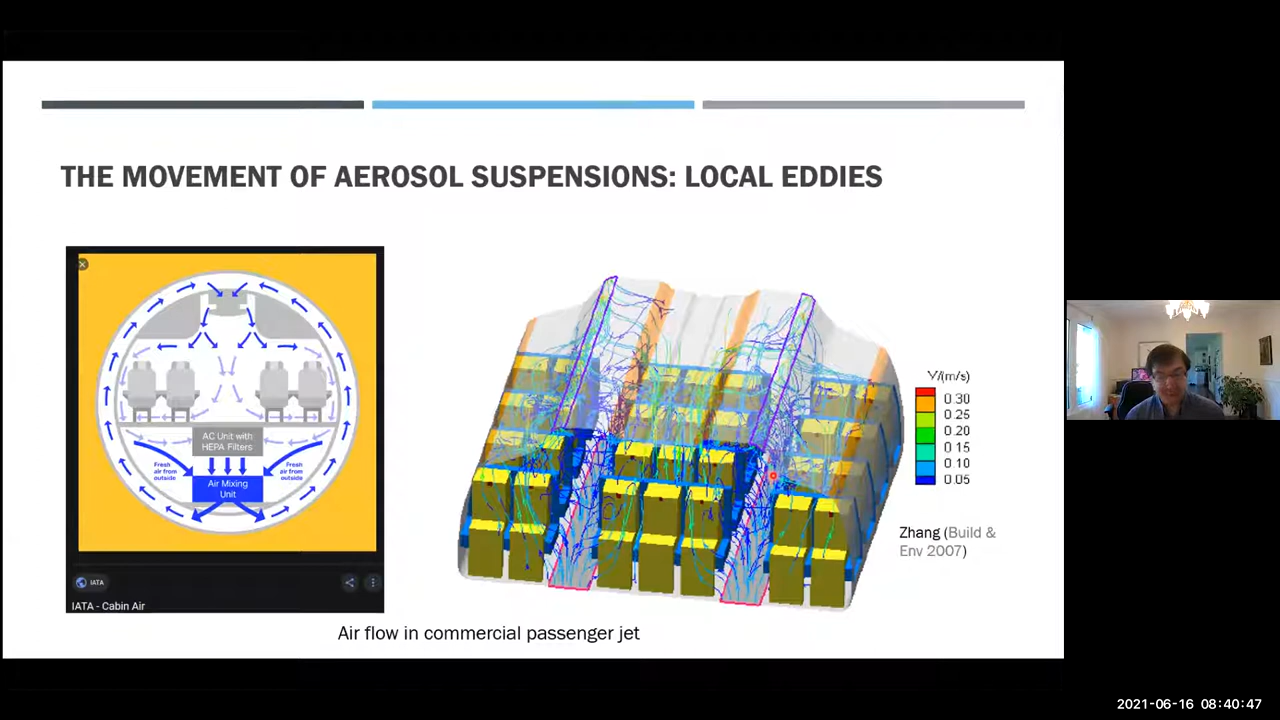 THE MOVEMENT OF AEROSOL SUSPENSIONS: LOCAL EDDIES
AC Unit with
HEPA Filters
Fresh
air from
outside
Fresh
air from
outside
Air Mixing
Unit
IATA
IATA - Cabin Air
V(m/s)
0.30
0.25
0.20
0.15
0.10
0.05
Zhang (Build &
Env 2007)
Air flow in commercial passenger jet
2021-06-16 08:40:47